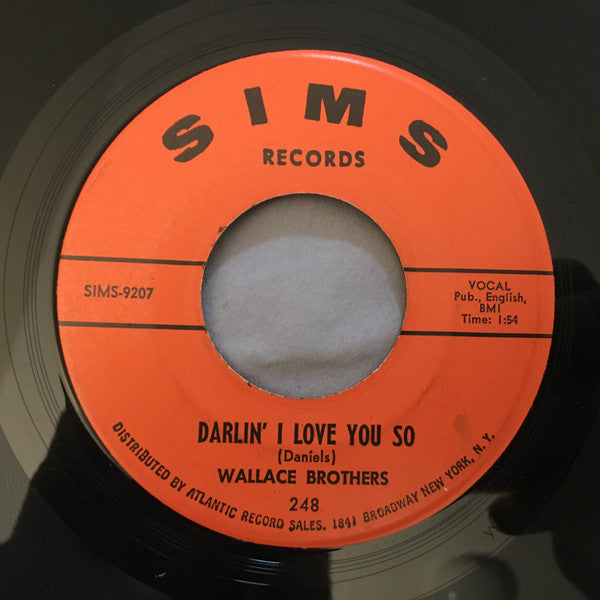 SIMS
RECORDS
SIMS-9207
VOCAL
Pub., English,
BMI
Time: 1:54
DARLIN' I LOVE YOU SO
(Daniels)
WALLACE BROTHERS
248
DISTRIBUTED BY ATLANTIC RECORD SALES. 1841 BROADWAY NEW YORK, N. Y.